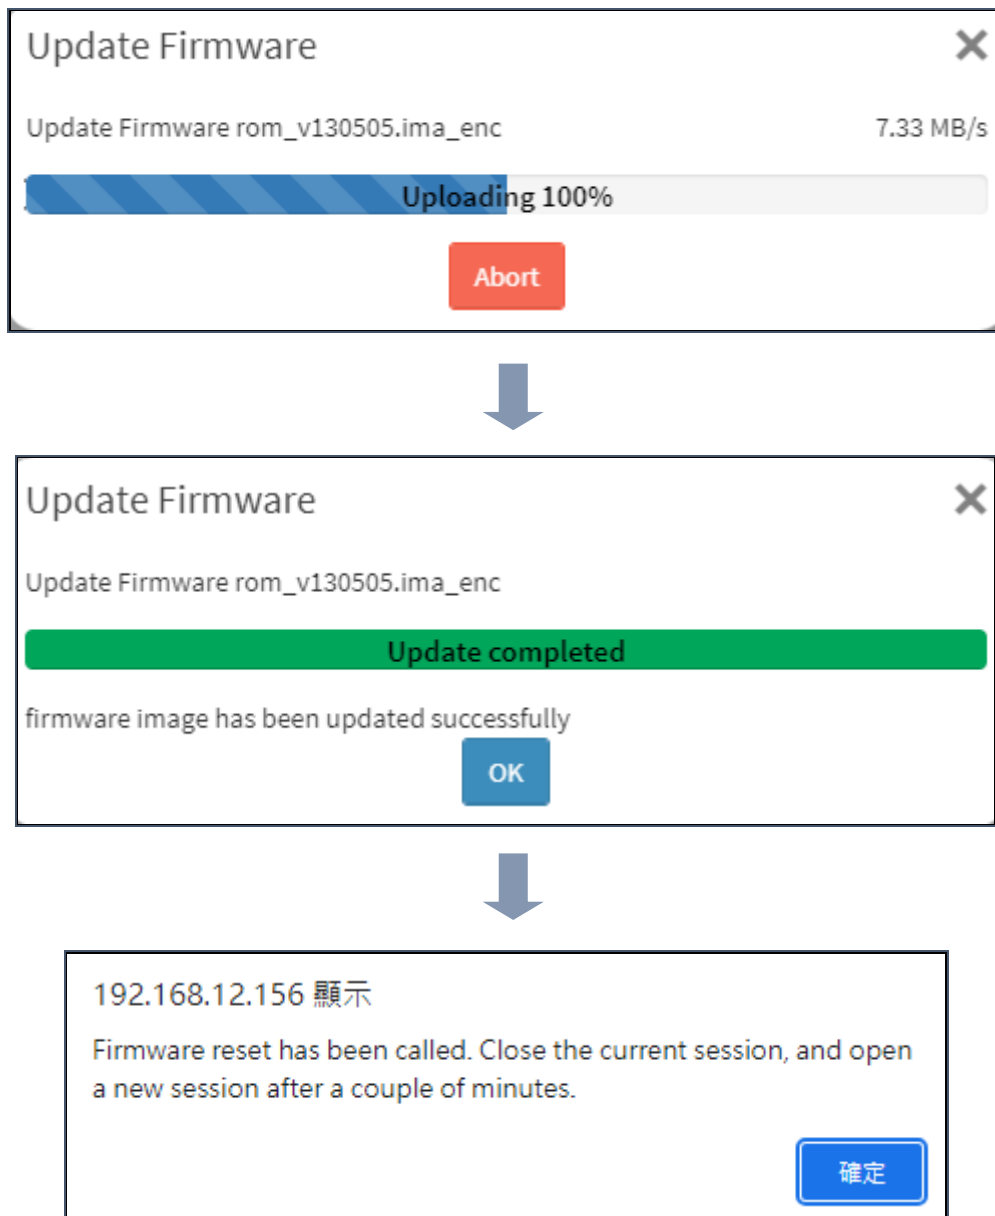 Update Firmware
Update Firmware rom_v130505.ima_enc 7.33 MB/s
Uploading 100%
Abort
Update Firmware
Update Firmware rom_v130505.ima_enc
Update completed
firmware image has been updated successfully
OK
192.168.12.156 顯示
Firmware reset has been called. Close the current session, and open
a new session after a couple of minutes.
確定